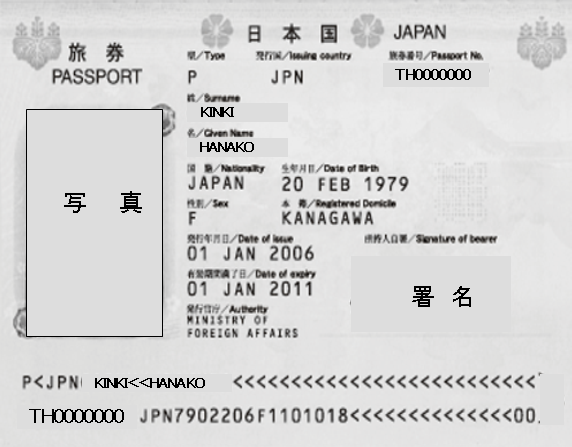 日本国 JAPAN
旅券
PASSPORT
型/Type 発行国/Issuing country 旅券番号/Passport No.
P JPN TH0000000
姓/Surname
KINKI
名/Given Name
HANAKO
国籍/Nationality 生年月日/Date of Birth
JAPAN 20 FEB 1979
性別/Sex 本籍/Registered Domicile
F KANAGAWA
発行年月日/Date of issue 所持人自署/Signature of bearer
01 JAN 2006
有効期間満了日/Date of expiry
01 JAN 2011
発行官庁/Authority
MINISTRY OF
FOREIGN AFFAIRS
写真
署名
P<JPN KINKI<<HANAKO <<<<<<<<<<<<<<<<<<<<<<<<<<<
TH0000000 JPN7902206F1101018<<<<<<<<<<<<<<00